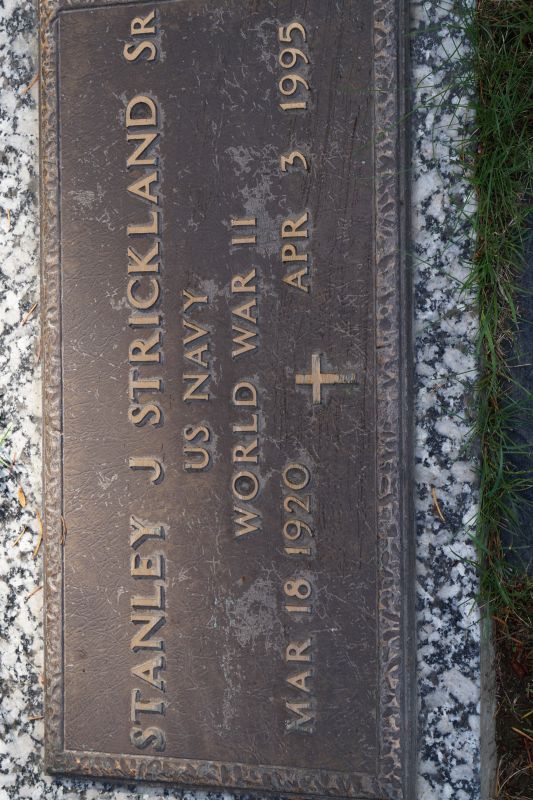 STANLEY J STRICKLAND SR
US NAVY
WORLD WAR II
MAR 18 1920 APR 3 1995